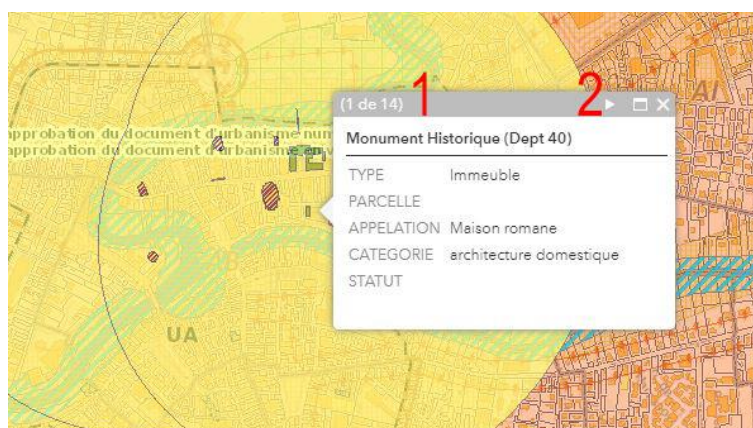 (1 de 14)
1
2
AI
approbation du document d'urbanisme num
approbation du document d'urbanisme en v
Monument Historique (Dept 40)
TYPE Immeuble
PARCELLE
APPELATION Maison romane
CATEGORIE architecture domestique
STATUT
UA